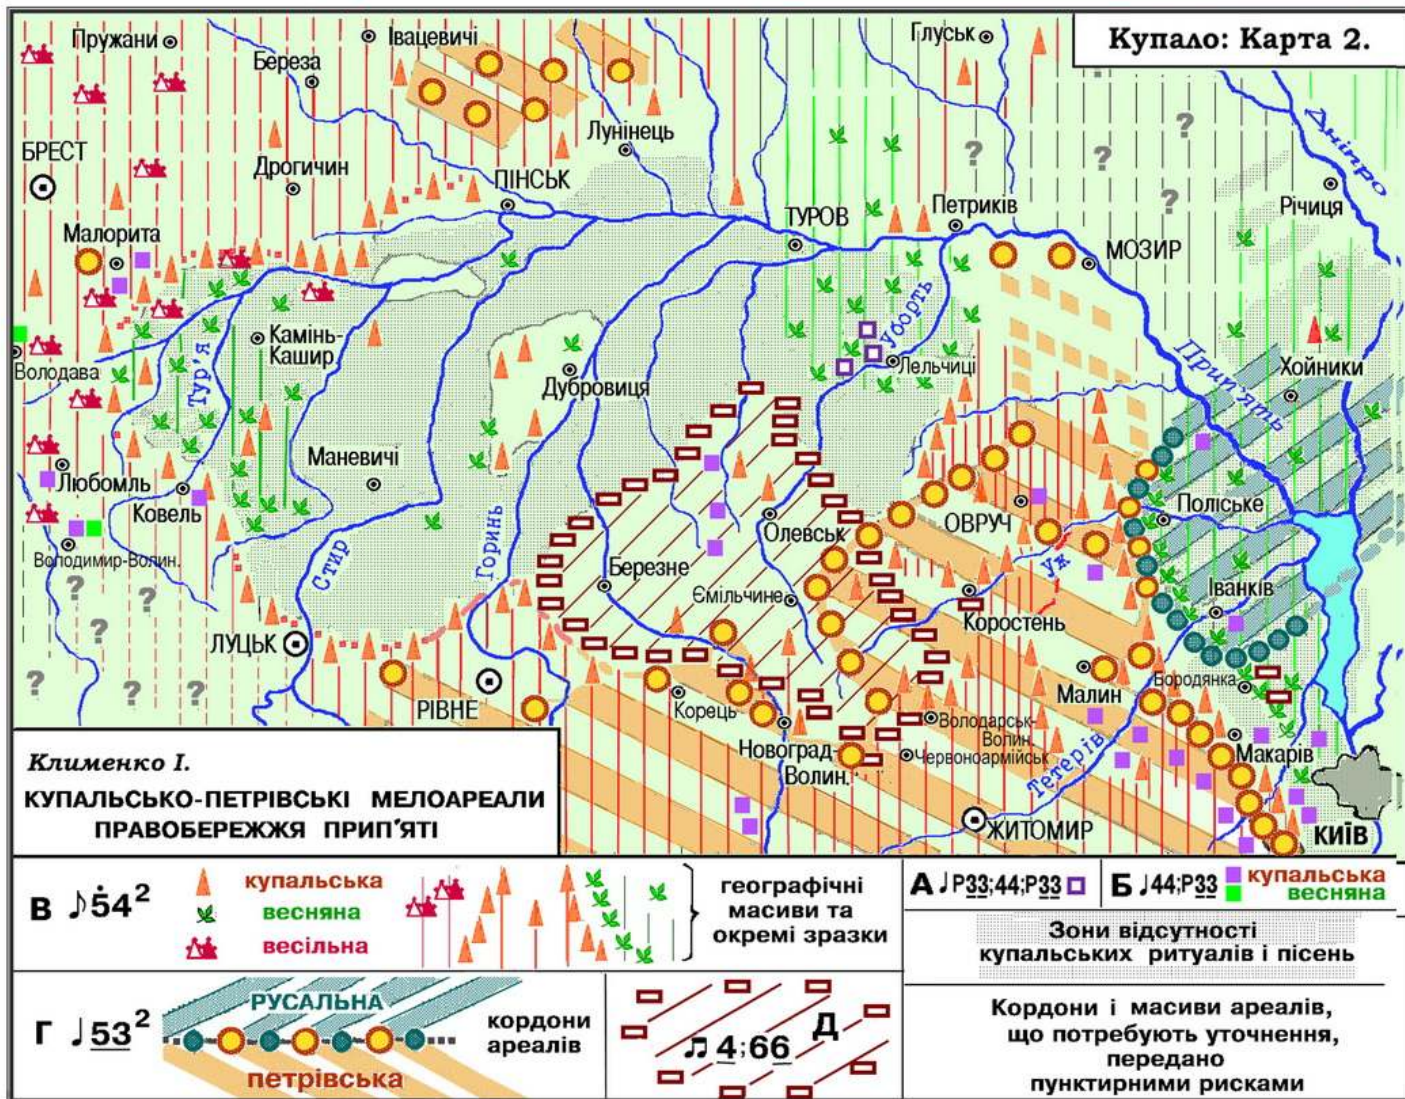 Купало: Карта 2.
Пружани
Івацевичі
Глуськ
Береза
Лунінець
Дніпро
БРЕСТ
Дрогичин
ПІНСЬК
Петриків
Річиця
Малорита
ТУРОВ
МОЗИР
Убopть
Камінь-
Кашир
Володава
Тур'я
Дубровиця
Лельчиці
Прип'ять
Хойники
Любомль
Маневичі
Ковель
Володимир-Волин.
Стир
Горинь
Олевськ
ОВРУЧ
Поліське
Березне
Ємільчине
Уж
Іванків
Коростень
ЛУЦЬК
РІВНЕ
Корець
Малин
Бородянка
Володарськ-
Волин.
Новоград-
Волин.
Червоноармійськ
Тетерів
Макарів
ЖИТОМИР
КИЇВ
? ? ? ? ?
? ? ? ? ? ?
Клименко І.
КУПАЛЬСЬКО-ПЕТРІВСЬКІ МЕЛОАРЕАЛИ
ПРАВОБЕРЕЖЖЯ ПРИП'ЯТІ
В ♪54²
купальська
весняна
весільна
географічні
масиви та
окремі зразки
А ♩Р33;44;Р33
Б ♩44;Р33
купальська
весняна
Зони відсутності
купальських ритуалів і пісень
Г ♩53²
РУСАЛЬНА
петрівська
кордони
ареалів
Д
♫ 4;66
Кордони і масиви ареалів,
що потребують уточнення,
передано
пунктирними рисками